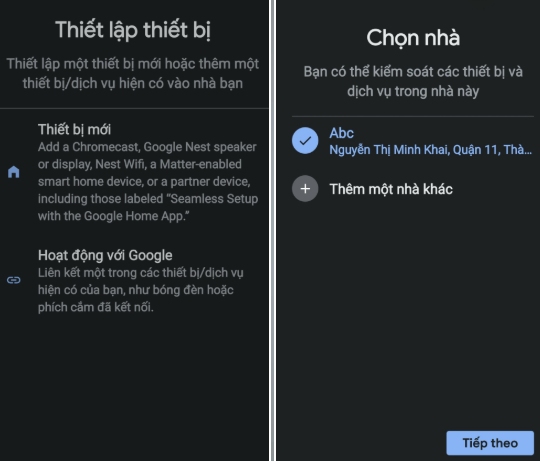 Thiết lập thiết bị
Thiết lập một thiết bị mới hoặc thêm một
thiết bị/dịch vụ hiện có vào nhà bạn
Thiết bị mới
Add a Chromecast, Google Nest speaker
or display, Nest Wifi, a Matter-enabled
smart home device, or a partner device,
including those labeled “Seamless Setup
with the Google Home App.”
Hoạt động với Google
Liên kết một trong các thiết bị/dịch vụ
hiện có của bạn, như bóng đèn hoặc
phích cắm đã kết nối.
Chọn nhà
Bạn có thể kiểm soát các thiết bị và
dịch vụ trong nhà này
Abc
Nguyễn Thị Minh Khai, Quận 11, Thà...
Thêm một nhà khác
Tiếp theo